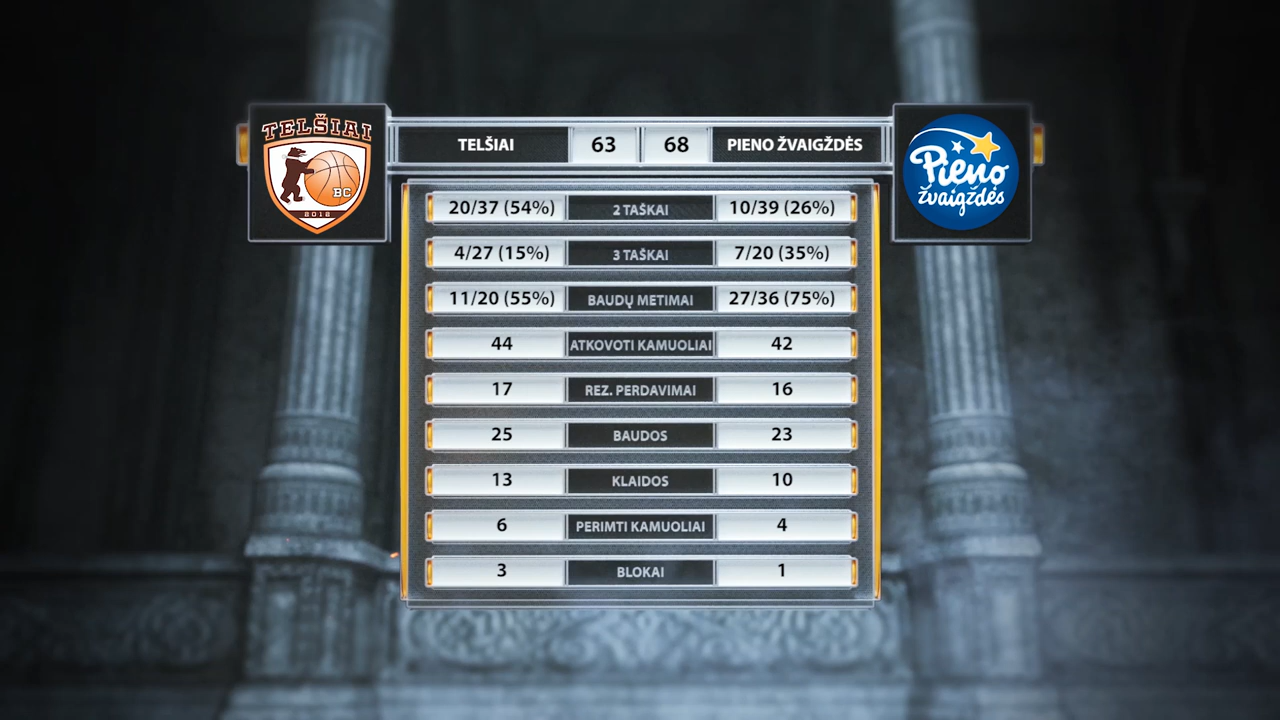 TELŠIAI
BC
2012
TELŠIAI 63 68 PIENO ŽVAIGŽDĖS
Pieno
žvaigždės
20/37 (54%) 2 TAŠKAI 10/39 (26%)
4/27 (15%) 3 TAŠKAI 7/20 (35%)
11/20 (55%) BAUDŲ METIMAI 27/36 (75%)
44 ATKOVOTI KAMUOLIAI 42
17 REZ. PERDAVIMAI 16
25 BAUDOS 23
13 KLAIDOS 10
6 PERIMTI KAMUOLIAI 4
3 BLOKAI 1